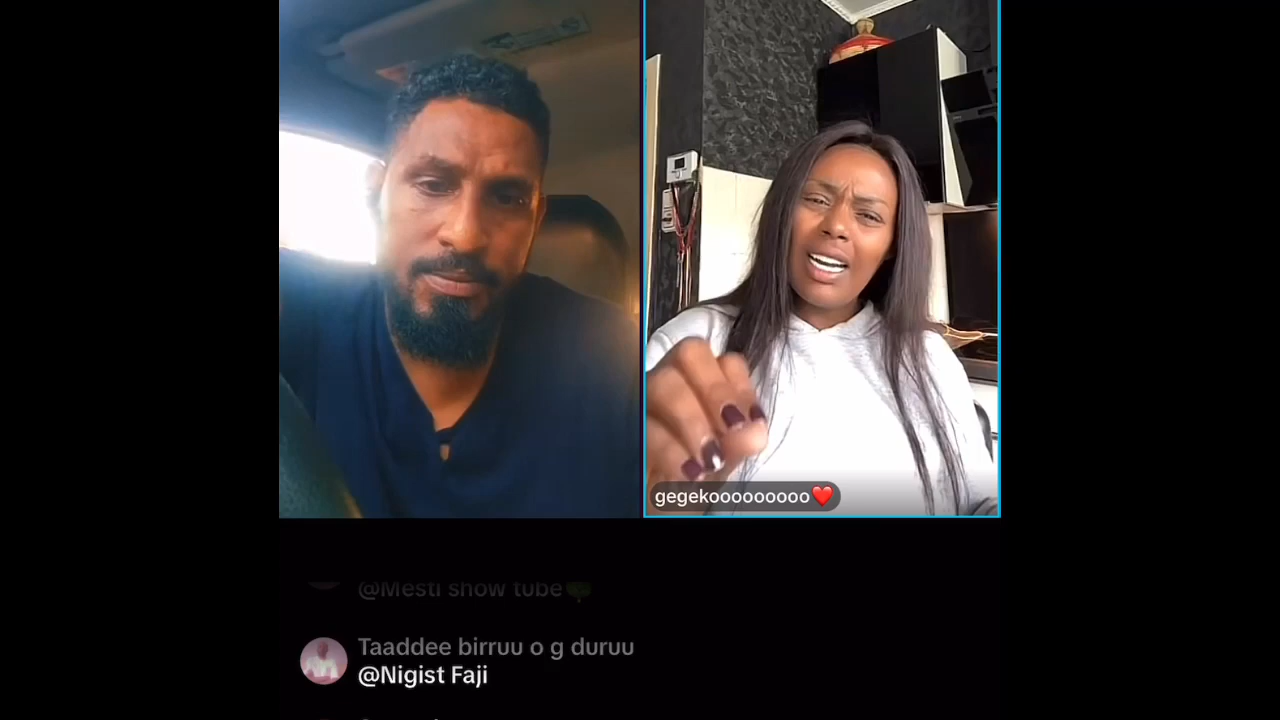 gegekooooooooo❤️
@Mesti show tube🌳
Taaddee birruu o g duruu
@Nigist Faji